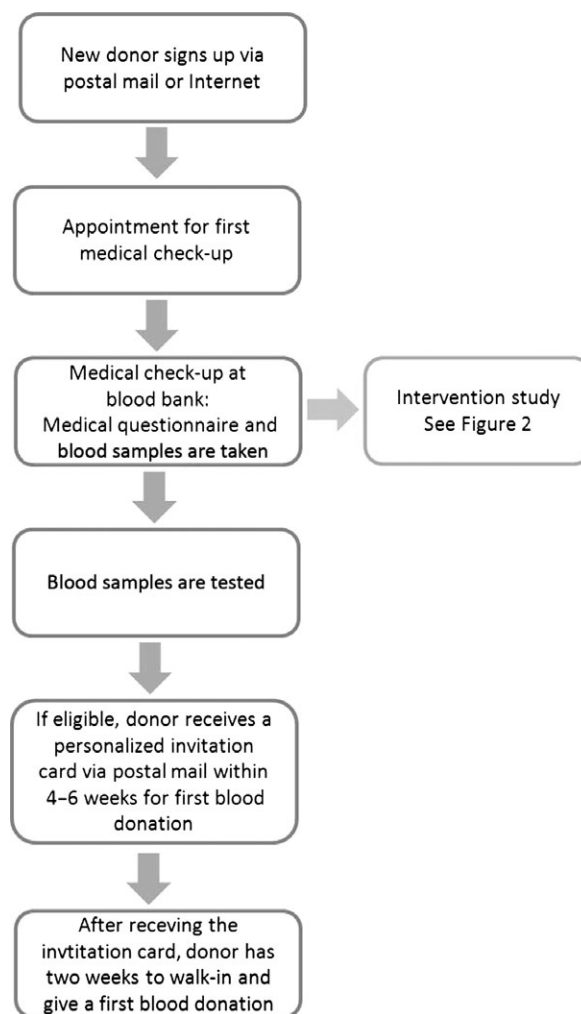 New donor signs up via
postal mail or Internet
Appointment for first
medical check-up
Medical check-up at
blood bank:
Medical questionnaire and
blood samples are taken
Intervention study
See Figure 2
Blood samples are tested
If eligible, donor receives a
personalized invitation
card via postal mail within
4–6 weeks for first blood
donation
After receving the
invtitation card, donor has
two weeks to walk-in and
give a first blood donation